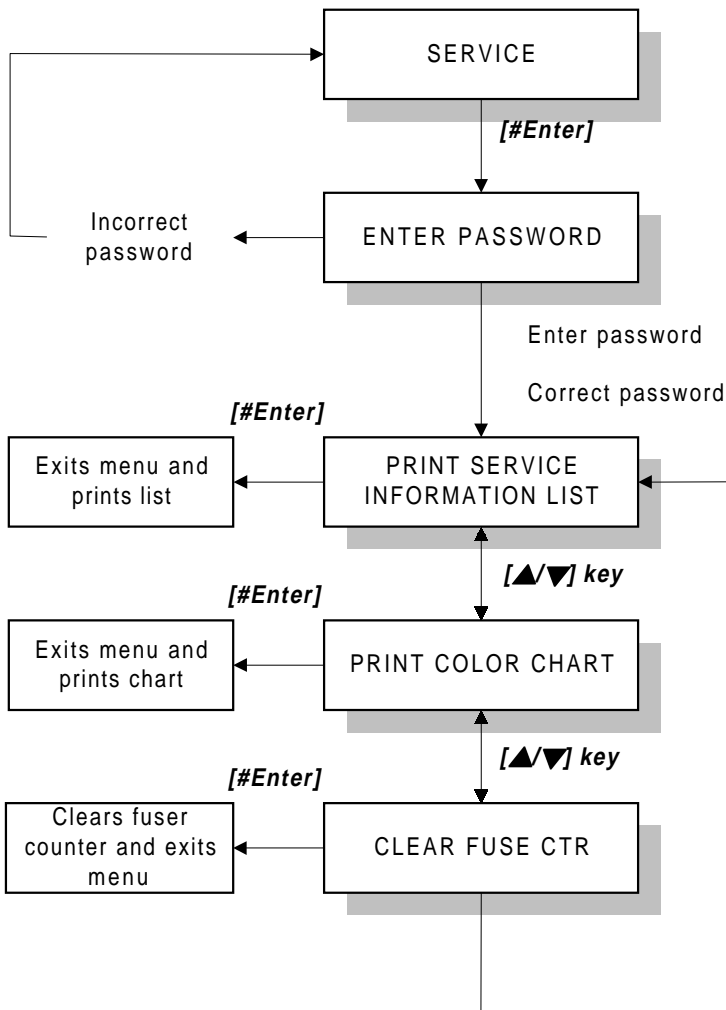 SERVICE
[#Enter]
Incorrect
password
ENTER PASSWORD
Enter password
Correct password
[#Enter]
Exits menu and
prints list
PRINT SERVICE
INFORMATION LIST
[▲/▼] key
[#Enter]
Exits menu and
prints chart
PRINT COLOR CHART
[▲/▼] key
[#Enter]
Clears fuser
counter and exits
menu
CLEAR FUSE CTR